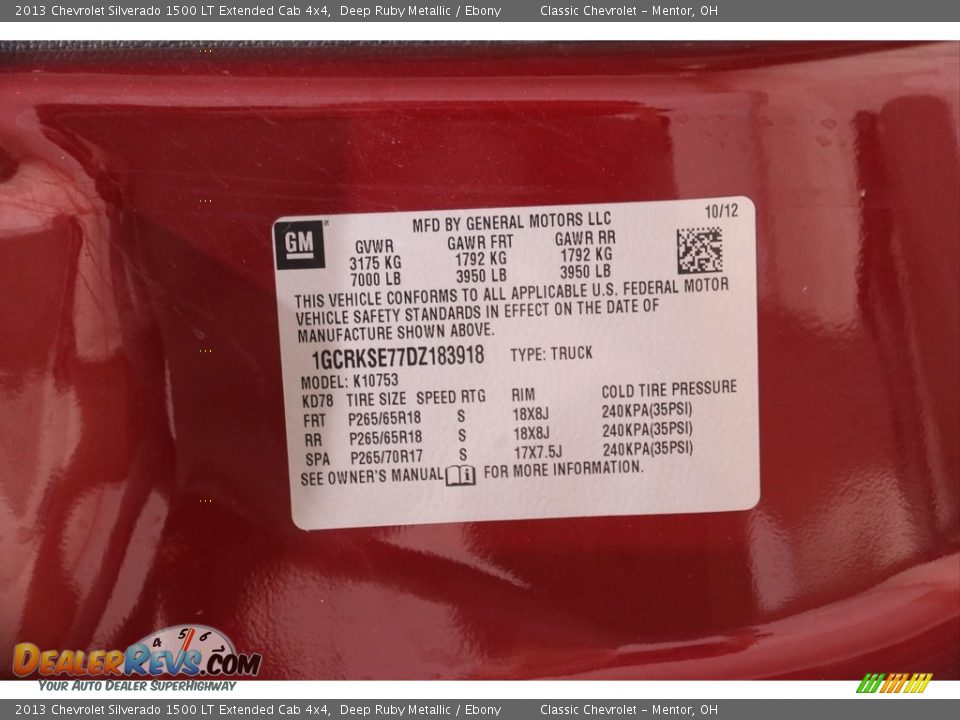 2013 Chevrolet Silverado 1500 LT Extended Cab 4x4, Deep Ruby Metallic / Ebony Classic Chevrolet - Mentor, OH
GM
MFD BY GENERAL MOTORS LLC 10/12
GVWR GAWR FRT GAWR RR
3175 KG 1792 KG 1792 KG
7000 LB 3950 LB 3950 LB
THIS VEHICLE CONFORMS TO ALL APPLICABLE U.S. FEDERAL MOTOR
VEHICLE SAFETY STANDARDS IN EFFECT ON THE DATE OF
MANUFACTURE SHOWN ABOVE.
1GCRKSE77DZ183918 TYPE: TRUCK
MODEL: K10753
KD78 TIRE SIZE SPEED RTG RIM COLD TIRE PRESSURE
FRT P265/65R18 S 18X8J 240KPA(35PSI)
RR P265/65R18 S 18X8J 240KPA(35PSI)
SPA P265/70R17 S 17X7.5J 240KPA(35PSI)
SEE OWNER'S MANUAL i FOR MORE INFORMATION.
4 5 6
DEALERREVS.COM
YOUR AUTO DEALER SUPERHIGHWAY
2013 Chevrolet Silverado 1500 LT Extended Cab 4x4, Deep Ruby Metallic / Ebony Classic Chevrolet - Mentor, OH